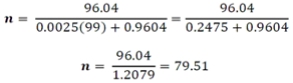 n = 96.04 / (0.0025(99) + 0.9604) = 96.04 / (0.2475 + 0.9604)
n = 96.04 / 1.2079 = 79.51